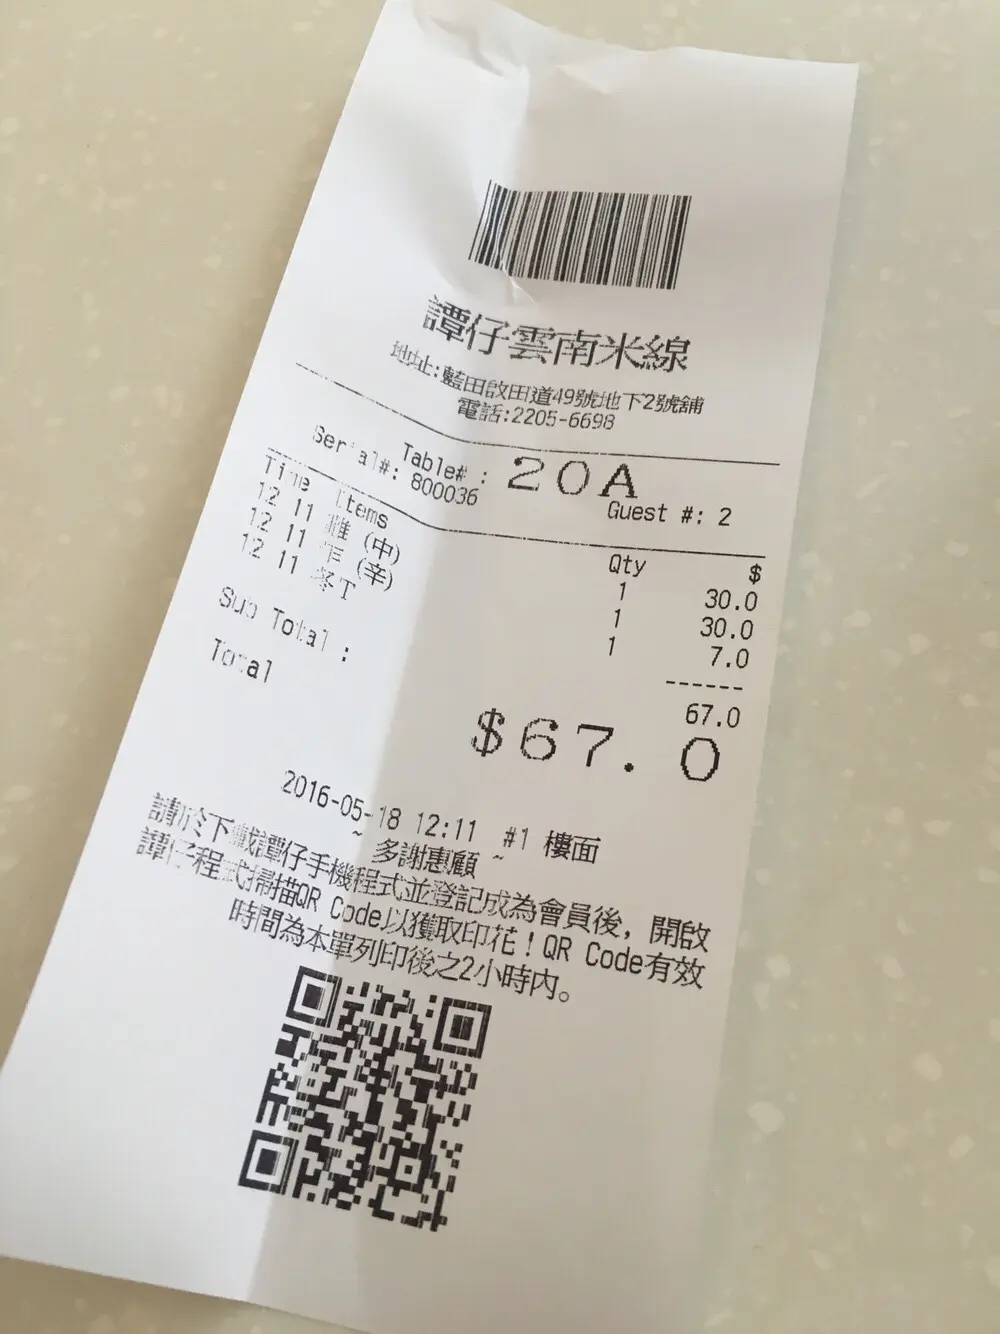 譚仔雲南米線
地址:藍田啟田道49號地下2號舖
電話:2205-6698
Table# : 20A
Serial#: 800036 Guest #: 2
Time Items Qty $
12 11 (中) 1 30.0
12 11 (辛) 1 30.0
12 11 T 1 7.0
------
Sub Total : 67.0
Total $67.0
2016-05-18 12:11 #1 樓面
~ 多謝惠顧 ~
請於下載譚仔手機程式並登記成為會員後, 開啟
譚仔程式掃描QR Code以獲取印花！QR Code有效
時間為本單列印後之2小時內。